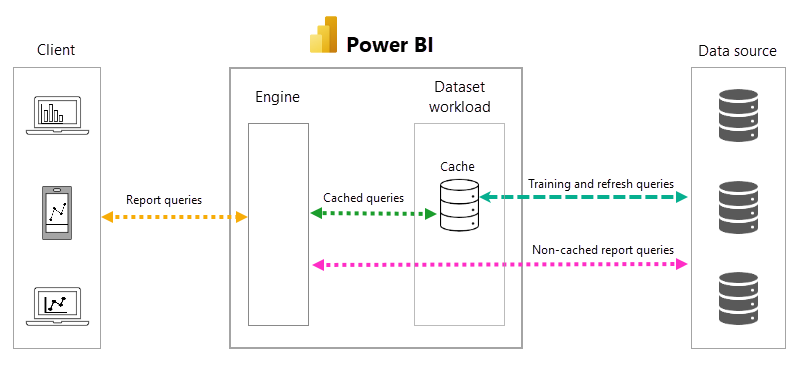 Client
Power BI
Data source
Engine
Dataset
workload
Cache
Training and refresh queries
Report queries
Cached queries
Non-cached report queries